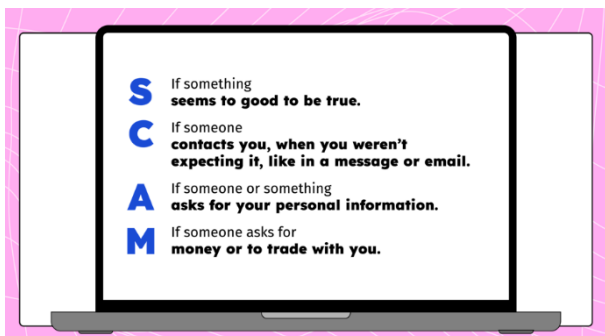 S If something
seems to good to be true.
C If someone
contacts you, when you weren't
expecting it, like in a message or email.
A If someone or something
asks for your personal information.
M If someone asks for
money or to trade with you.